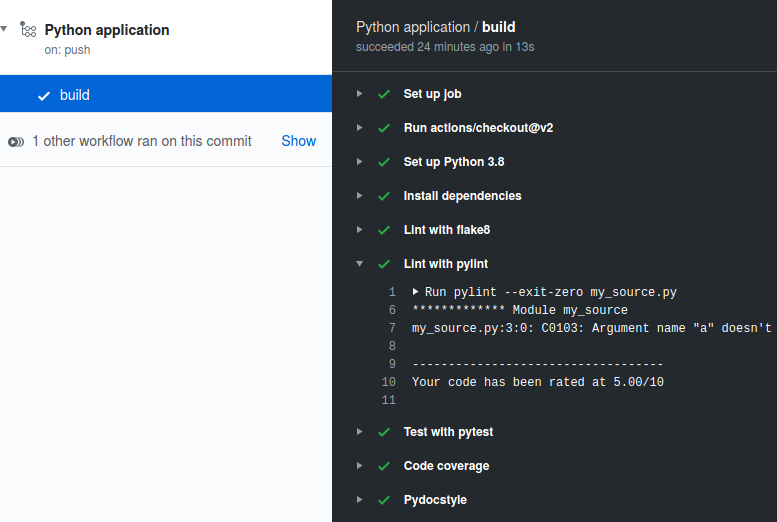 Python application
on: push
build
1 other workflow ran on this commit Show
Python application / build
succeeded 24 minutes ago in 13s
Set up job
Run actions/checkout@v2
Set up Python 3.8
Install dependencies
Lint with flake8
Lint with pylint
1 Run pylint --exit-zero my_source.py
6 ************* Module my_source
7 my_source.py:3:0: C0103: Argument name "a" doesn't
8
9 -----------------------------------
10 Your code has been rated at 5.00/10
11
Test with pytest
Code coverage
Pydocstyle